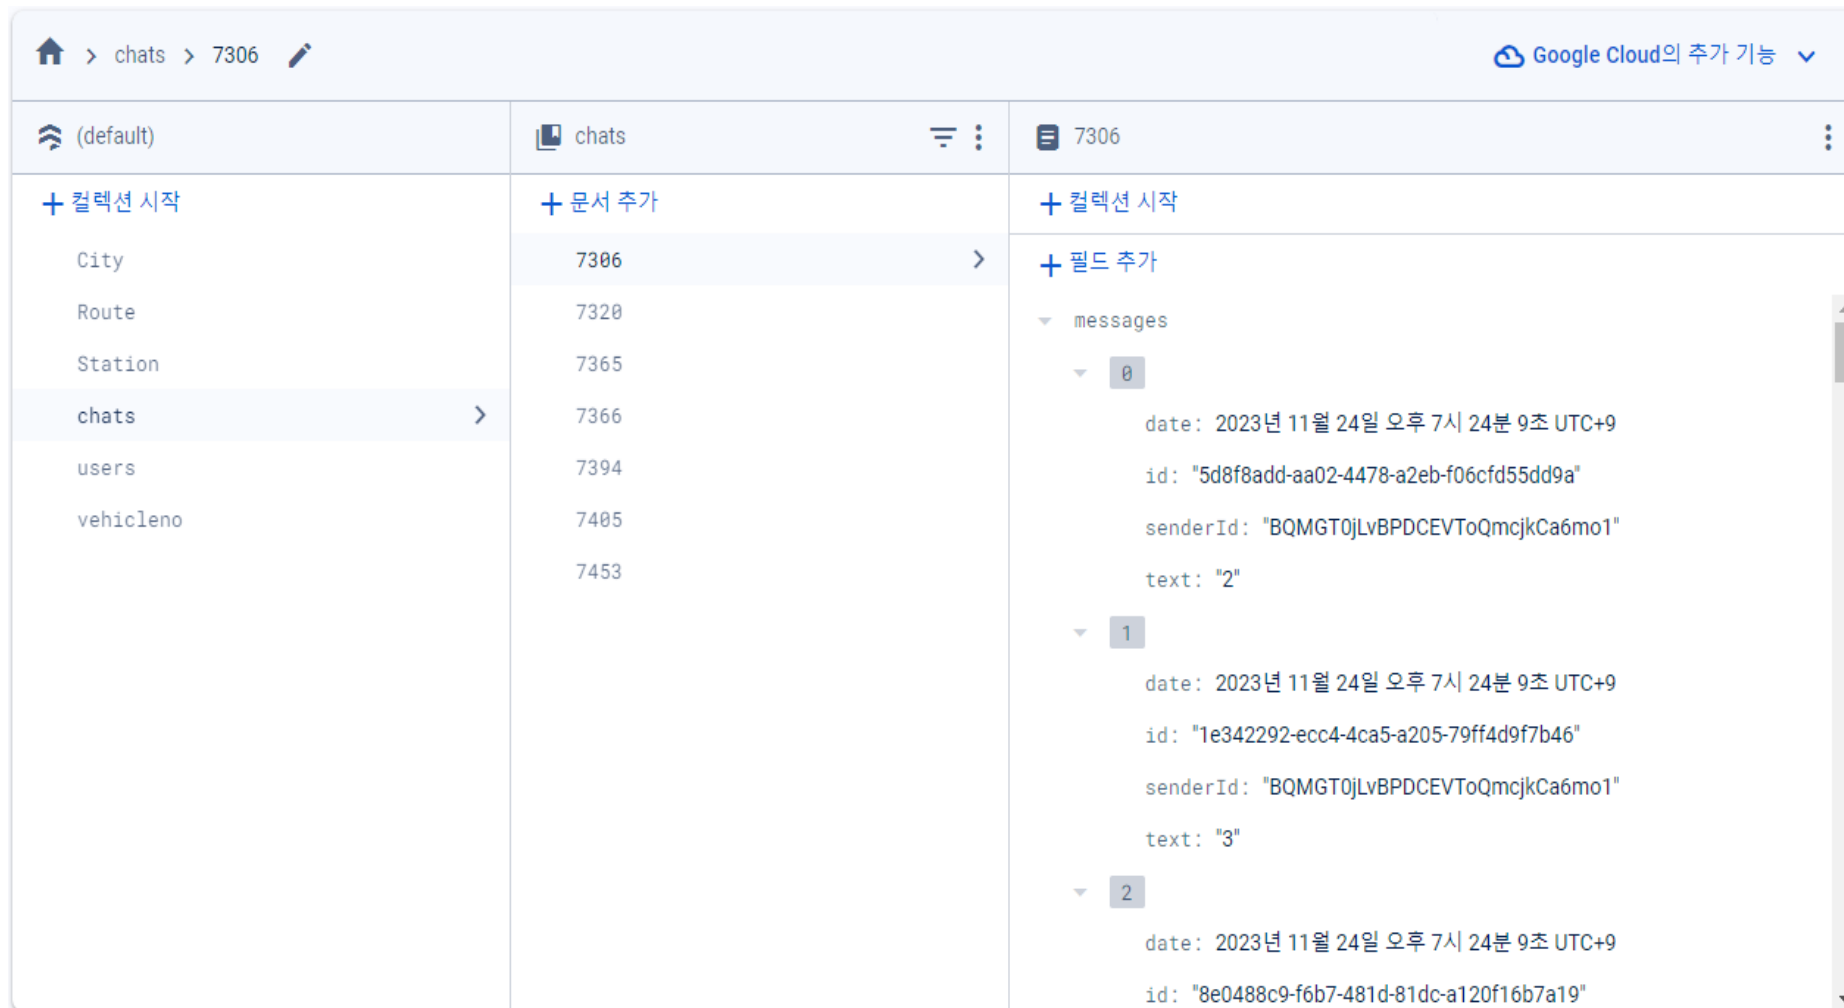 chats > 7306
Google Cloud의 추가 기능
(default)
컬렉션 시작
City
Route
Station
chats
users
vehicleno
chats
문서 추가
7306
7320
7365
7366
7394
7405
7453
7306
컬렉션 시작
필드 추가
messages
0
date: 2023년 11월 24일 오후 7시 24분 9초 UTC+9
id: "5d8f8add-aa02-4478-a2eb-f06cfd55dd9a"
senderId: "BQMGT0jLvBPDCEVToQmcjkCa6mo1"
text: "2"
1
date: 2023년 11월 24일 오후 7시 24분 9초 UTC+9
id: "1e342292-ecc4-4ca5-a205-79ff4d9f7b46"
senderId: "BQMGT0jLvBPDCEVToQmcjkCa6mo1"
text: "3"
2
date: 2023년 11월 24일 오후 7시 24분 9초 UTC+9
id: "8e0488c9-f6b7-481d-81dc-a120f16b7a19"